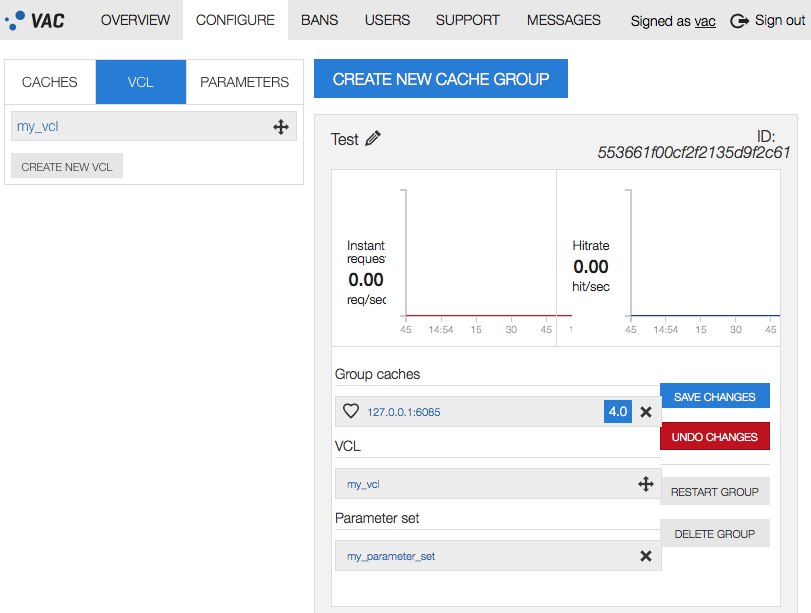 VAC OVERVIEW CONFIGURE BANS USERS SUPPORT MESSAGES Signed as vac Sign out
CACHES VCL PARAMETERS
my_vcl
CREATE NEW VCL
CREATE NEW CACHE GROUP
Test
ID:
553661f00cf2f2135d9f2c61
Instant
request
0.00
req/sec
45 14:54 15 30 45 1
Hitrate
0.00
hit/sec
45 14:54 15 30 45
Group caches
127.0.0.1:6085 4.0
VCL
my_vcl
Parameter set
my_parameter_set
SAVE CHANGES
UNDO CHANGES
RESTART GROUP
DELETE GROUP